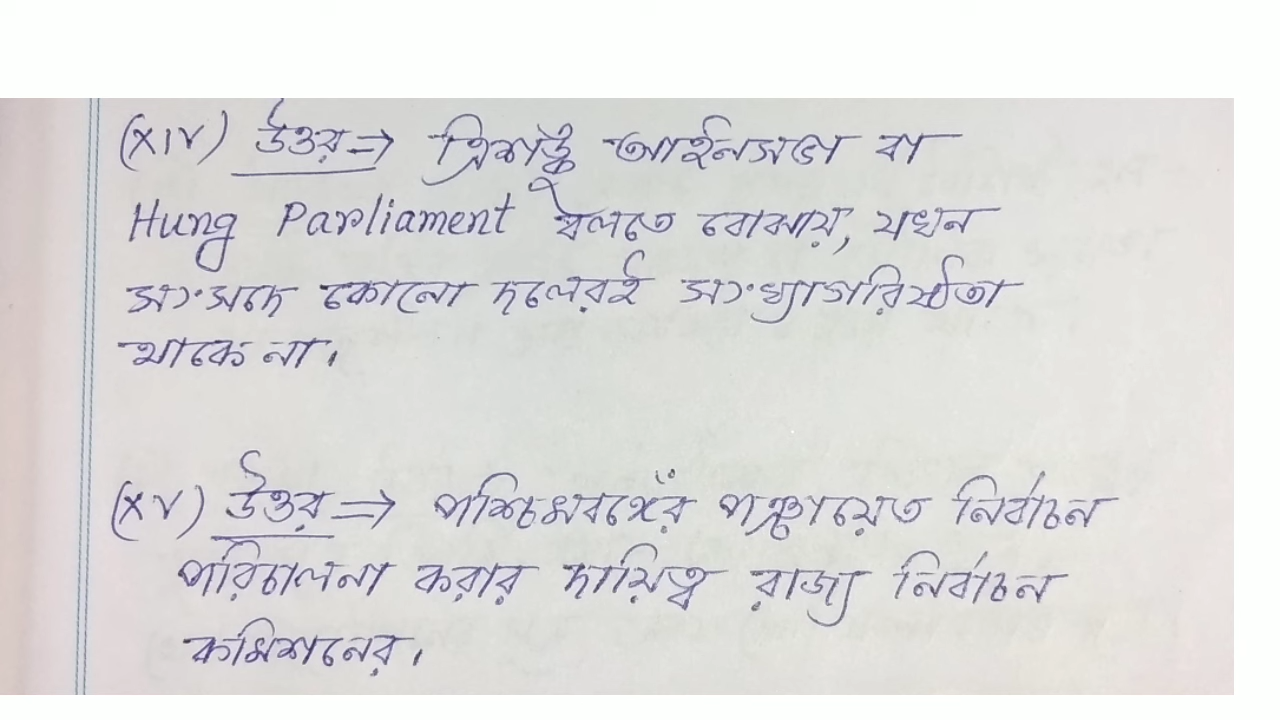 (XIV) উত্তর⇒ ত্রিশঙ্কু আইনসভা বা
Hung Parliament বলতে বোঝায়, যখন
সংসদে কোনো দলেরই সংখ্যাগরিষ্ঠতা
থাকে না।
(XV) উত্তর⇒ পশ্চিমবঙ্গের পঞ্চায়েত নির্বাচন
পরিচালনা করার দায়িত্ব রাজ্য নির্বাচন
কমিশনের।